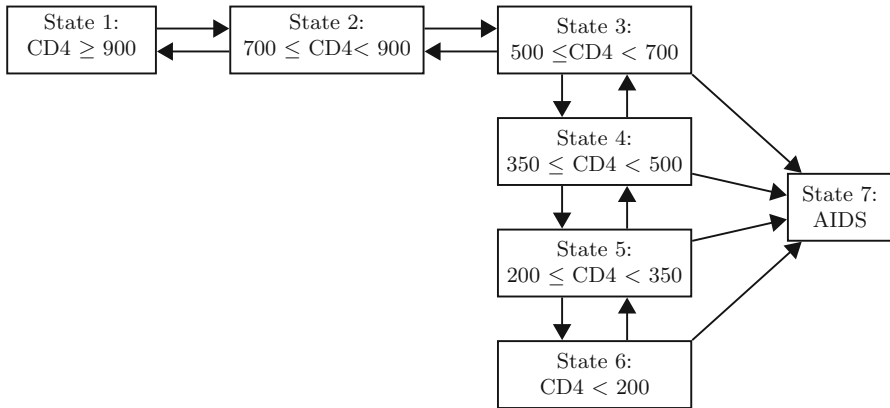 State 1:
CD4 ≥ 900
State 2:
700 ≤ CD4< 900
State 3:
500 ≤CD4 < 700
State 4:
350 ≤ CD4 < 500
State 5:
200 ≤ CD4 < 350
State 6:
CD4 < 200
State 7:
AIDS